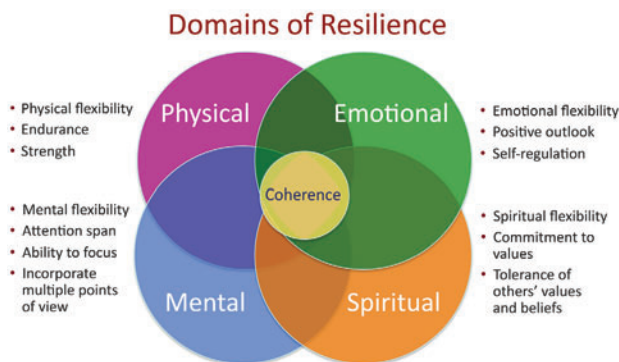 Domains of Resilience
Physical
Emotional
• Physical flexibility
• Endurance
• Strength
• Emotional flexibility
• Positive outlook
• Self-regulation
Coherence
• Mental flexibility
• Attention span
• Ability to focus
• Incorporate
multiple points
of view
• Spiritual flexibility
• Commitment to
values
• Tolerance of
others' values
and beliefs
Mental
Spiritual